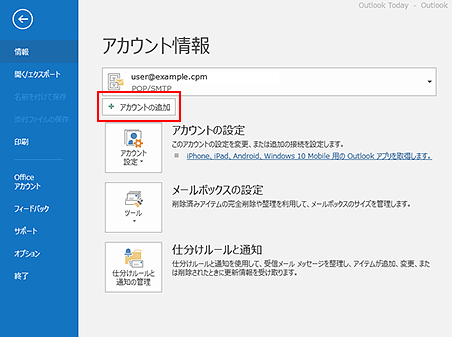 Outlook Today - Outlook
情報
開く/エクスポート
名前を付けて保存
添付ファイルの保存
印刷
Office
アカウント
フィードバック
サポート
オプション
終了
アカウント情報
user@example.cpm
POP/SMTP
+ アカウントの追加
アカウント
設定
アカウントの設定
このアカウントの設定を変更、または追加の接続を設定します。
iPhone、iPad、Android、Windows 10 Mobile 用の Outlook アプリを取得します。
ツール
メールボックスの設定
削除済みアイテムの完全削除や整理を利用して、メールボックスのサイズを管理します。
仕分けルールと
通知の管理
仕分けルールと通知
仕分けルールと通知を使用して、受信メール メッセージを整理し、アイテムが追加、変更、また
は削除されたときに更新情報を受け取ります。